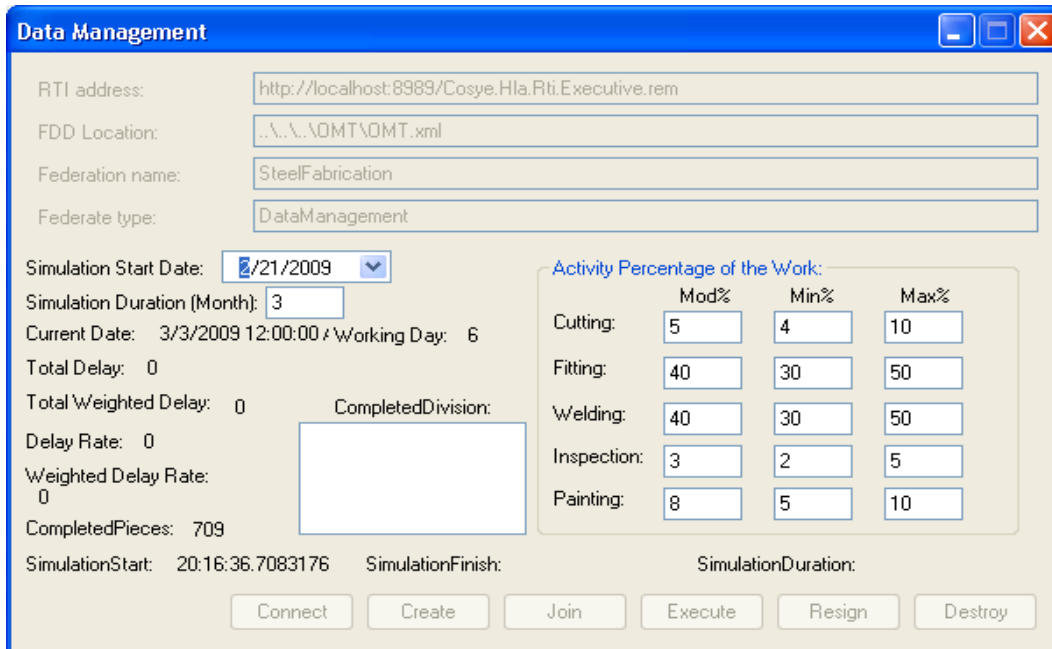 Data Management
RTI address: http://localhost:8989/Cosye.Hla.Rti.Executive.rem
FDD Location: ..\..\..\OMT\OMT.xml
Federation name: SteelFabrication
Federate type: DataManagement
Simulation Start Date: 2/21/2009
Simulation Duration (Month): 3
Current Date: 3/3/2009 12:00:00 A Working Day: 6
Total Delay: 0
Total Weighted Delay: 0
Delay Rate: 0
Weighted Delay Rate:
0
CompletedPieces: 709
CompletedDivision:
Activity Percentage of the Work:
Mod% Min% Max%
Cutting: 5 4 10
Fitting: 40 30 50
Welding: 40 30 50
Inspection: 3 2 5
Painting: 8 5 10
SimulationStart: 20:16:36.7083176 SimulationFinish: SimulationDuration:
Connect Create Join Execute Resign Destroy